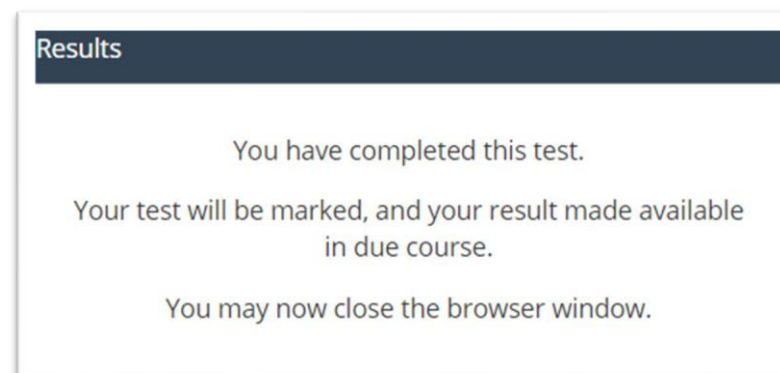 Results
You have completed this test.
Your test will be marked, and your result made available
in due course.
You may now close the browser window.